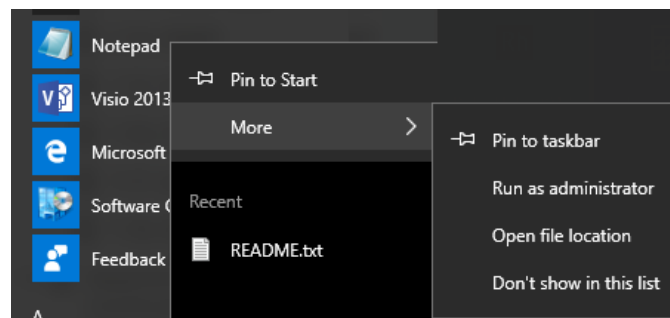 Notepad
Visio 2013
Microsoft
Software
Feedback
Pin to Start
More
Recent
README.txt
Pin to taskbar
Run as administrator
Open file location
Don't show in this list